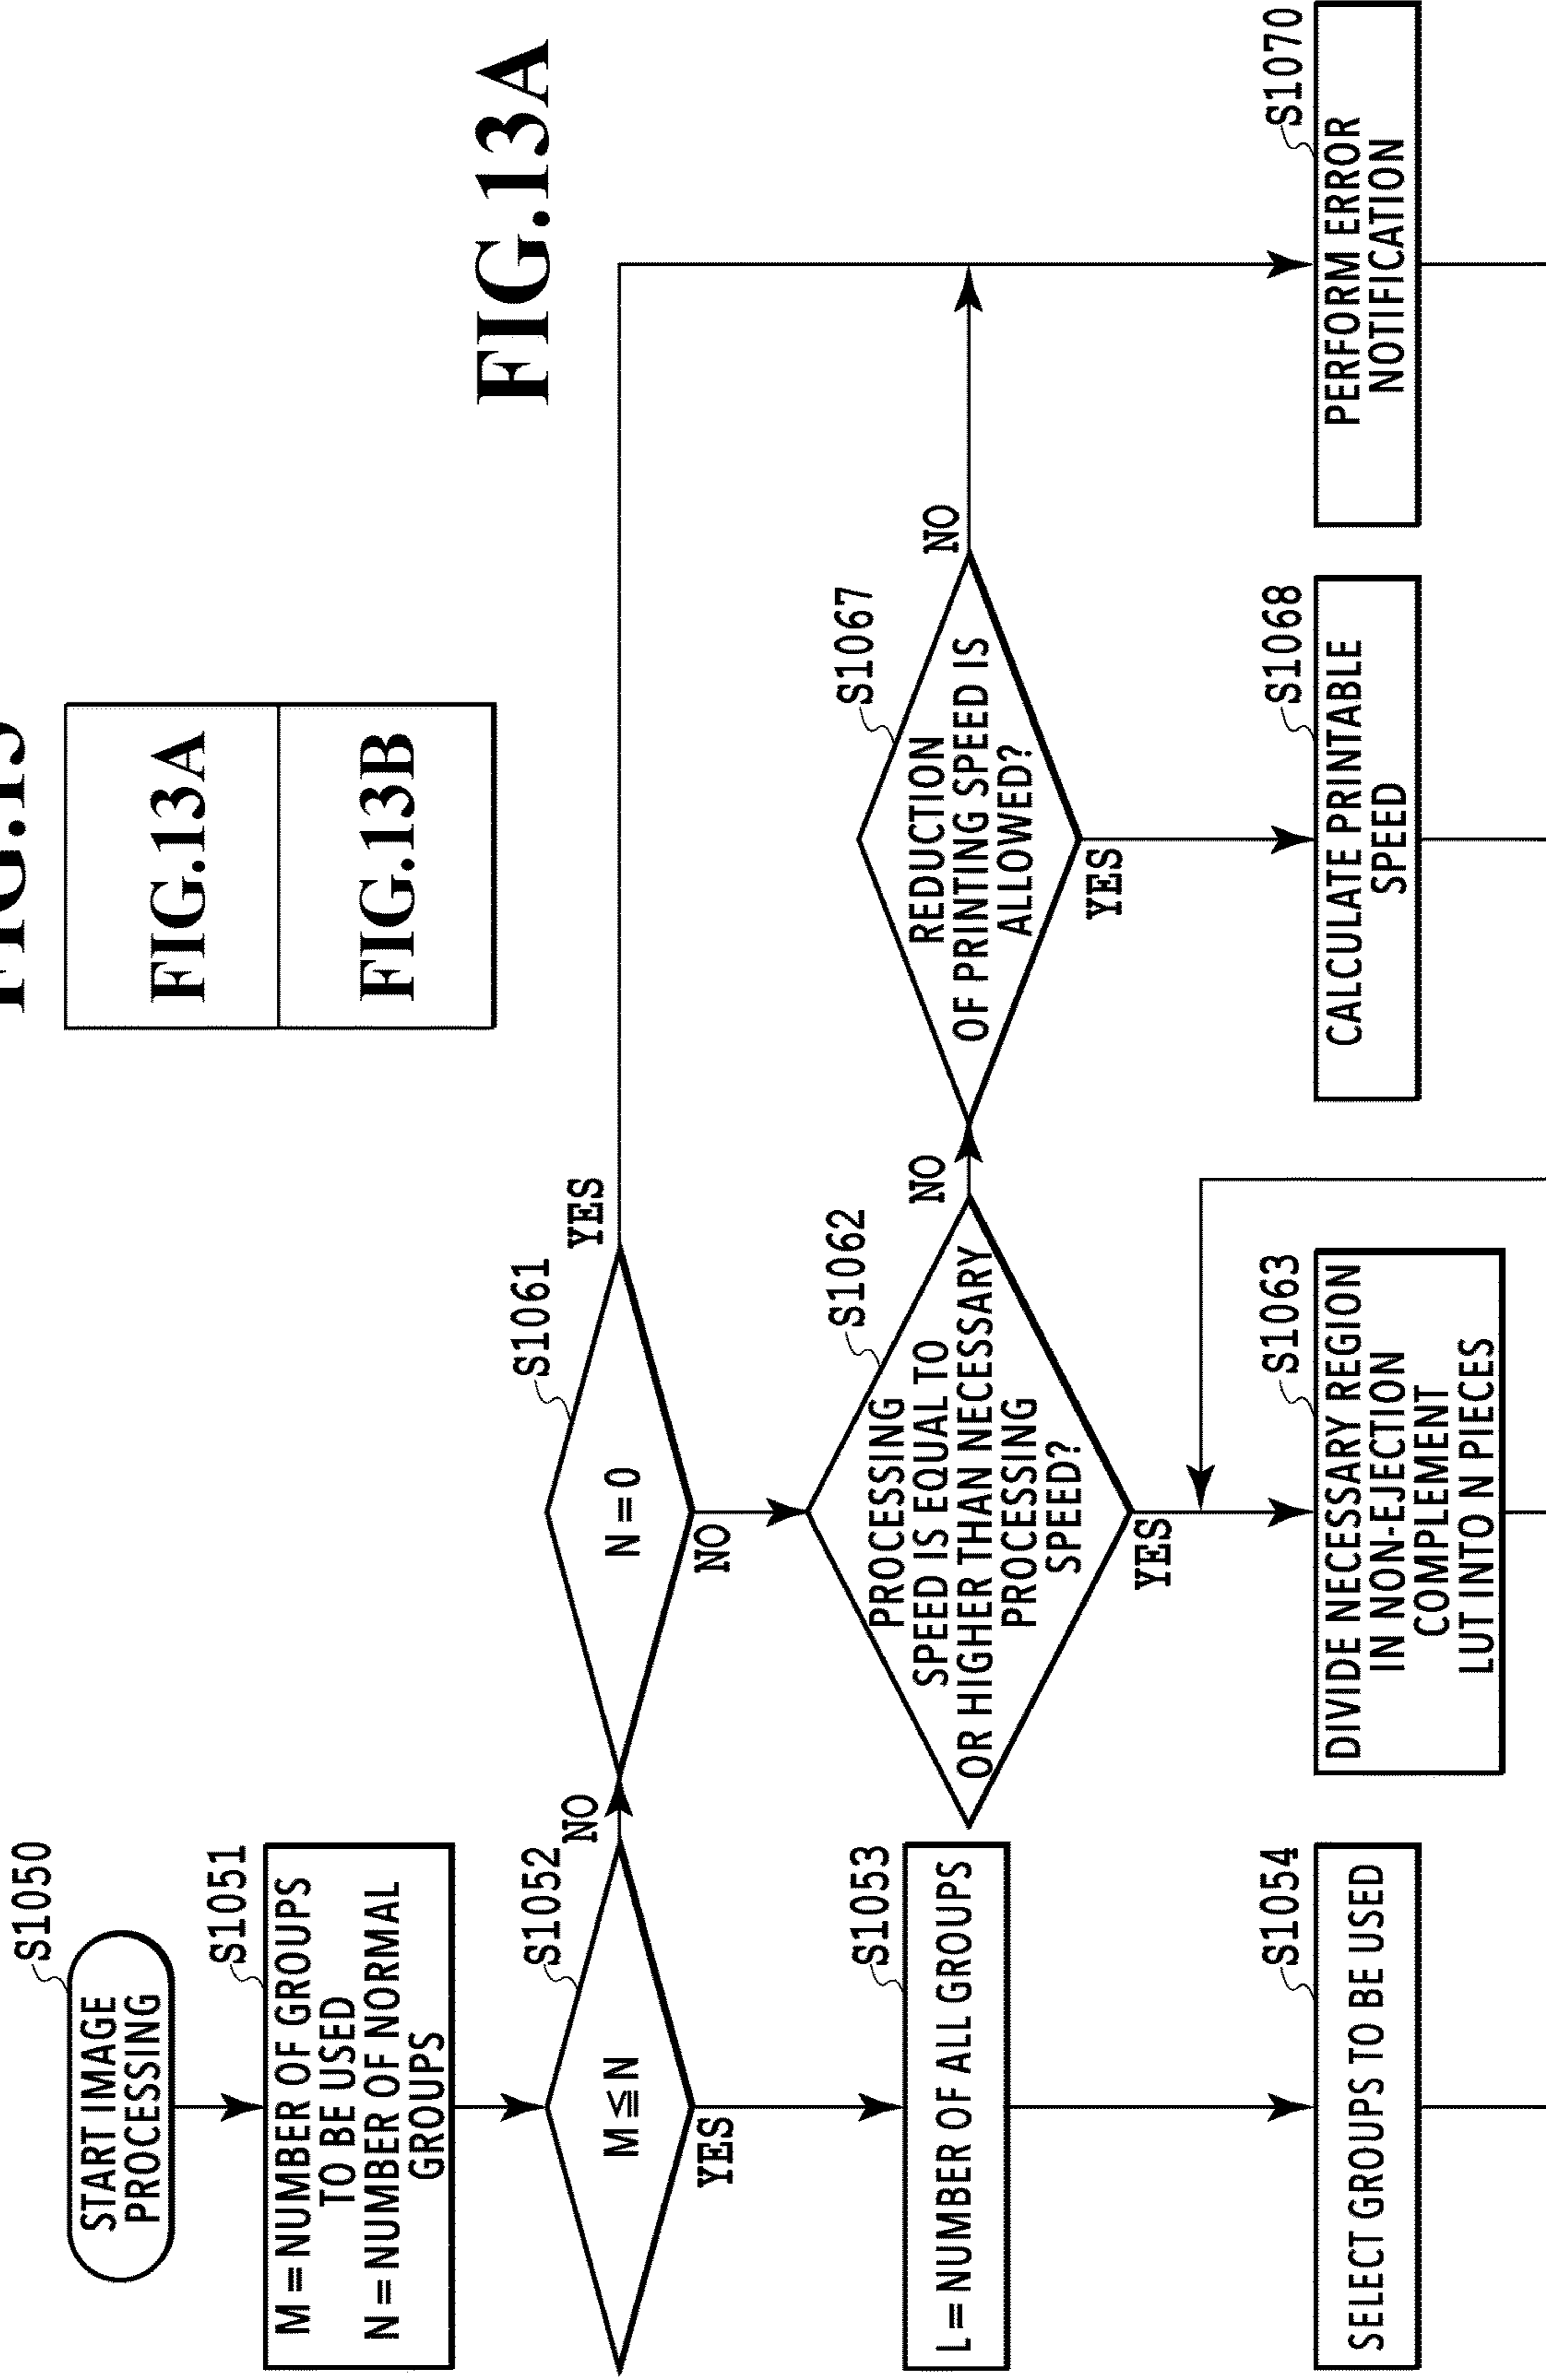 FIG.13
FIG.13A
FIG.13B
FIG.13A
S1050
START IMAGE
PROCESSING
S1051
M = NUMBER OF GROUPS
TO BE USED
N = NUMBER OF NORMAL
GROUPS
S1052
M ≦ N
NO
YES
S1061
N = 0
YES
NO
S1053
L = NUMBER OF ALL GROUPS
S1062
PROCESSING
SPEED IS EQUAL TO
OR HIGHER THAN NECESSARY
PROCESSING
SPEED?
NO
YES
S1067
REDUCTION
OF PRINTING SPEED IS
ALLOWED?
NO
YES
S1054
SELECT GROUPS TO BE USED
S1063
DIVIDE NECESSARY REGION
IN NON-EJECTION
COMPLEMENT
LUT INTO N PIECES
S1068
CALCULATE PRINTABLE
SPEED
S1070
PERFORM ERROR
NOTIFICATION